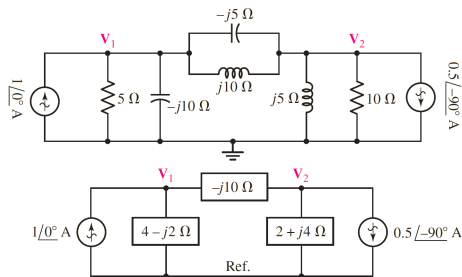 –j5 Ω
V₁
V₂
j10 Ω
1/0° A
5 Ω
–j10 Ω
j5 Ω
10 Ω
0.5/–90° A
V₁
V₂
–j10 Ω
1/0° A
4 – j2 Ω
2 + j4 Ω
0.5/–90° A
Ref.